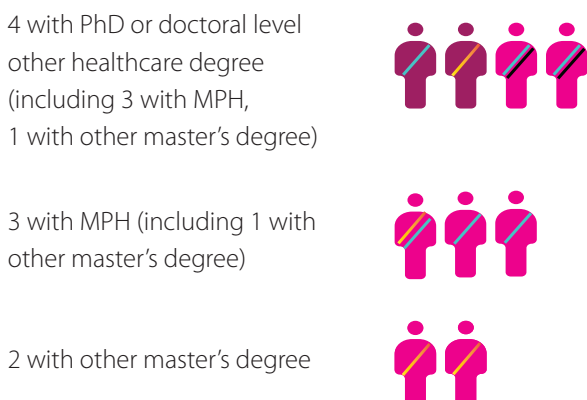 4 with PhD or doctoral level
other healthcare degree
(including 3 with MPH,
1 with other master’s degree)
3 with MPH (including 1 with
other master’s degree)
2 with other master’s degree